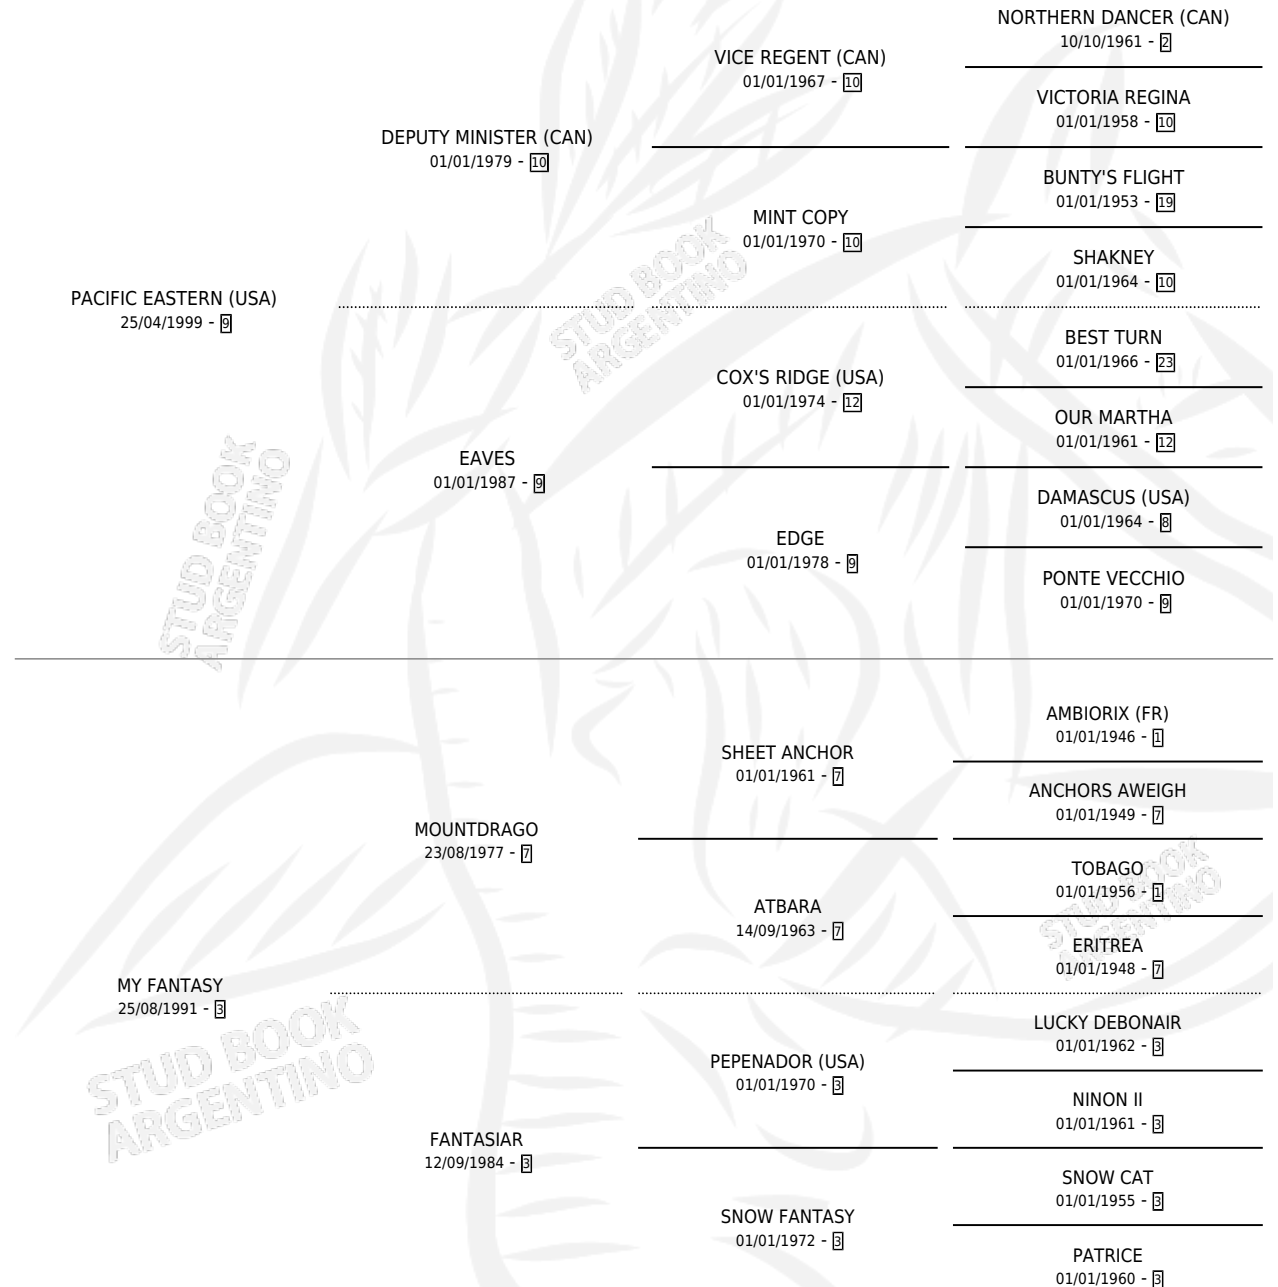 NORTHERN DANCER (CAN)
10/10/1961 - 2
VICE REGENT (CAN)
01/01/1967 - 10
VICTORIA REGINA
01/01/1958 - 10
DEPUTY MINISTER (CAN)
01/01/1979 - 10
BUNTY'S FLIGHT
01/01/1953 - 19
MINT COPY
01/01/1970 - 10
SHAKNEY
01/01/1964 - 10
PACIFIC EASTERN (USA)
25/04/1999 - 9
STUD BOOK
ARGENTINO
BEST TURN
01/01/1966 - 23
COX'S RIDGE (USA)
01/01/1974 - 12
OUR MARTHA
01/01/1961 - 12
EAVES
01/01/1987 - 9
DAMASCUS (USA)
01/01/1964 - 8
EDGE
01/01/1978 - 9
PONTE VECCHIO
01/01/1970 - 9
STUD BOOK
ARGENTINO
AMBIORIX (FR)
01/01/1946 - 1
SHEET ANCHOR
01/01/1961 - 7
ANCHORS AWEIGH
01/01/1949 - 7
MOUNTDRAGO
23/08/1977 - 7
TOBAGO
01/01/1956 - 1
ATBARA
14/09/1963 - 7
STUD BOOK
ARGENTINO
ERITREA
01/01/1948 - 7
MY FANTASY
25/08/1991 - 3
LUCKY DEBONAIR
01/01/1962 - 3
PEPENADOR (USA)
01/01/1970 - 3
NINON II
01/01/1961 - 3
STUD BOOK
ARGENTINO
FANTASIAR
12/09/1984 - 3
SNOW CAT
01/01/1955 - 3
SNOW FANTASY
01/01/1972 - 3
PATRICE
01/01/1960 - 3